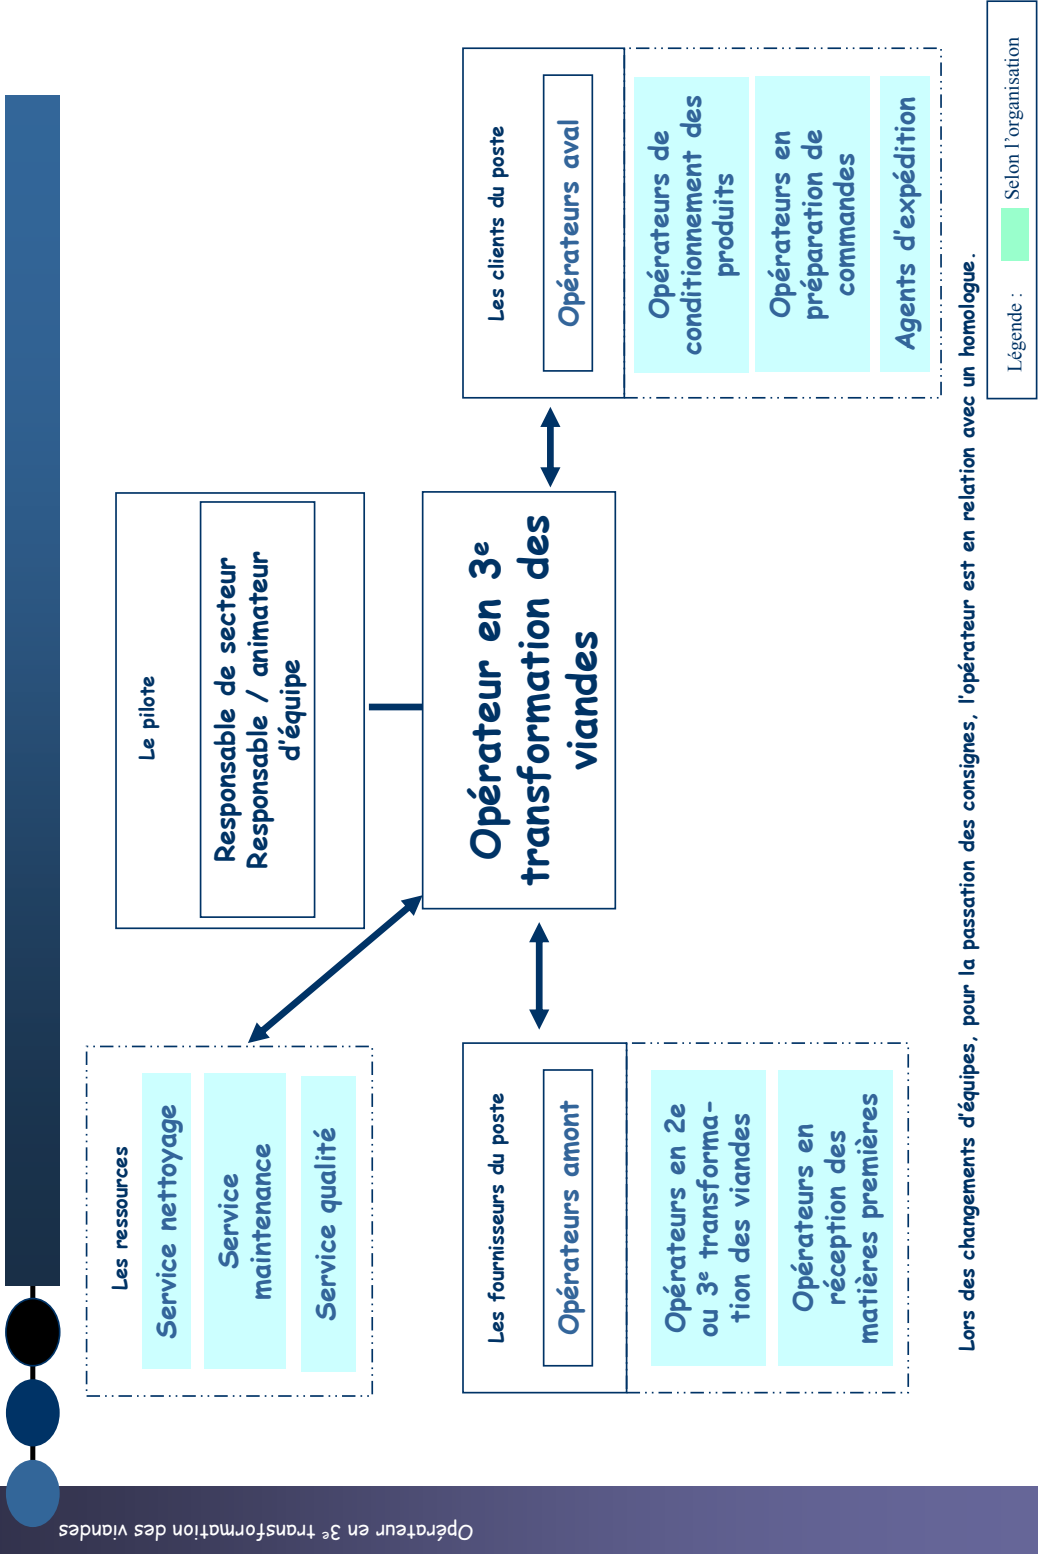 Opérateur en 3e transformation des viandes
Les ressources
Service nettoyage
Service
maintenance
Service qualité
Le pilote
Responsable de secteur
Responsable / animateur
d'équipe
Les fournisseurs du poste
Opérateurs amont
Opérateurs en 2e
ou 3e transforma-
tion des viandes
Opérateurs en
réception des
matières premières
Opérateur en 3e
transformation des
viandes
Les clients du poste
Opérateurs aval
Opérateurs de
conditionnement des
produits
Opérateurs en
préparation de
commandes
Agents d'expédition
Lors des changements d'équipes, pour la passation des consignes, l'opérateur est en relation avec un homologue.
Légende : Selon l'organisation